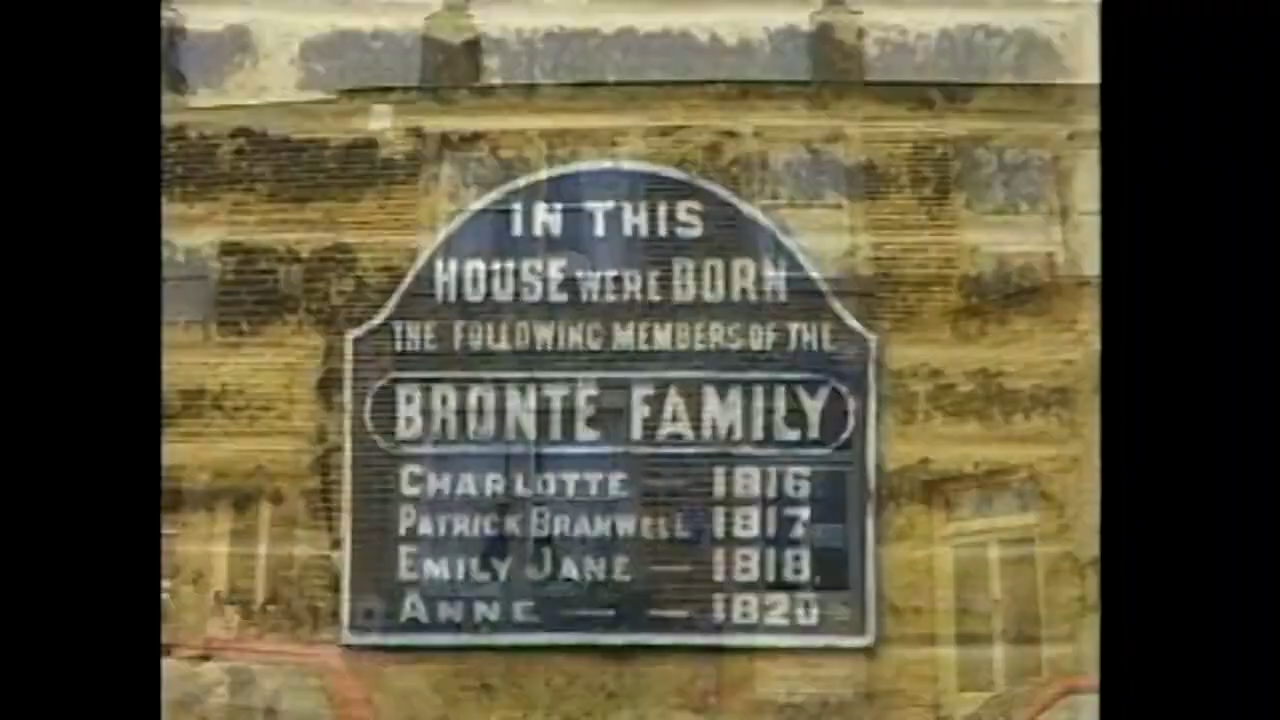 IN THIS
HOUSE WERE BORN
THE FOLLOWING MEMBERS OF THE
BRONTË FAMILY
CHARLOTTE — 1816
PATRICK BRANWELL 1817
EMILY JANE — 1818
ANNE — — 1820